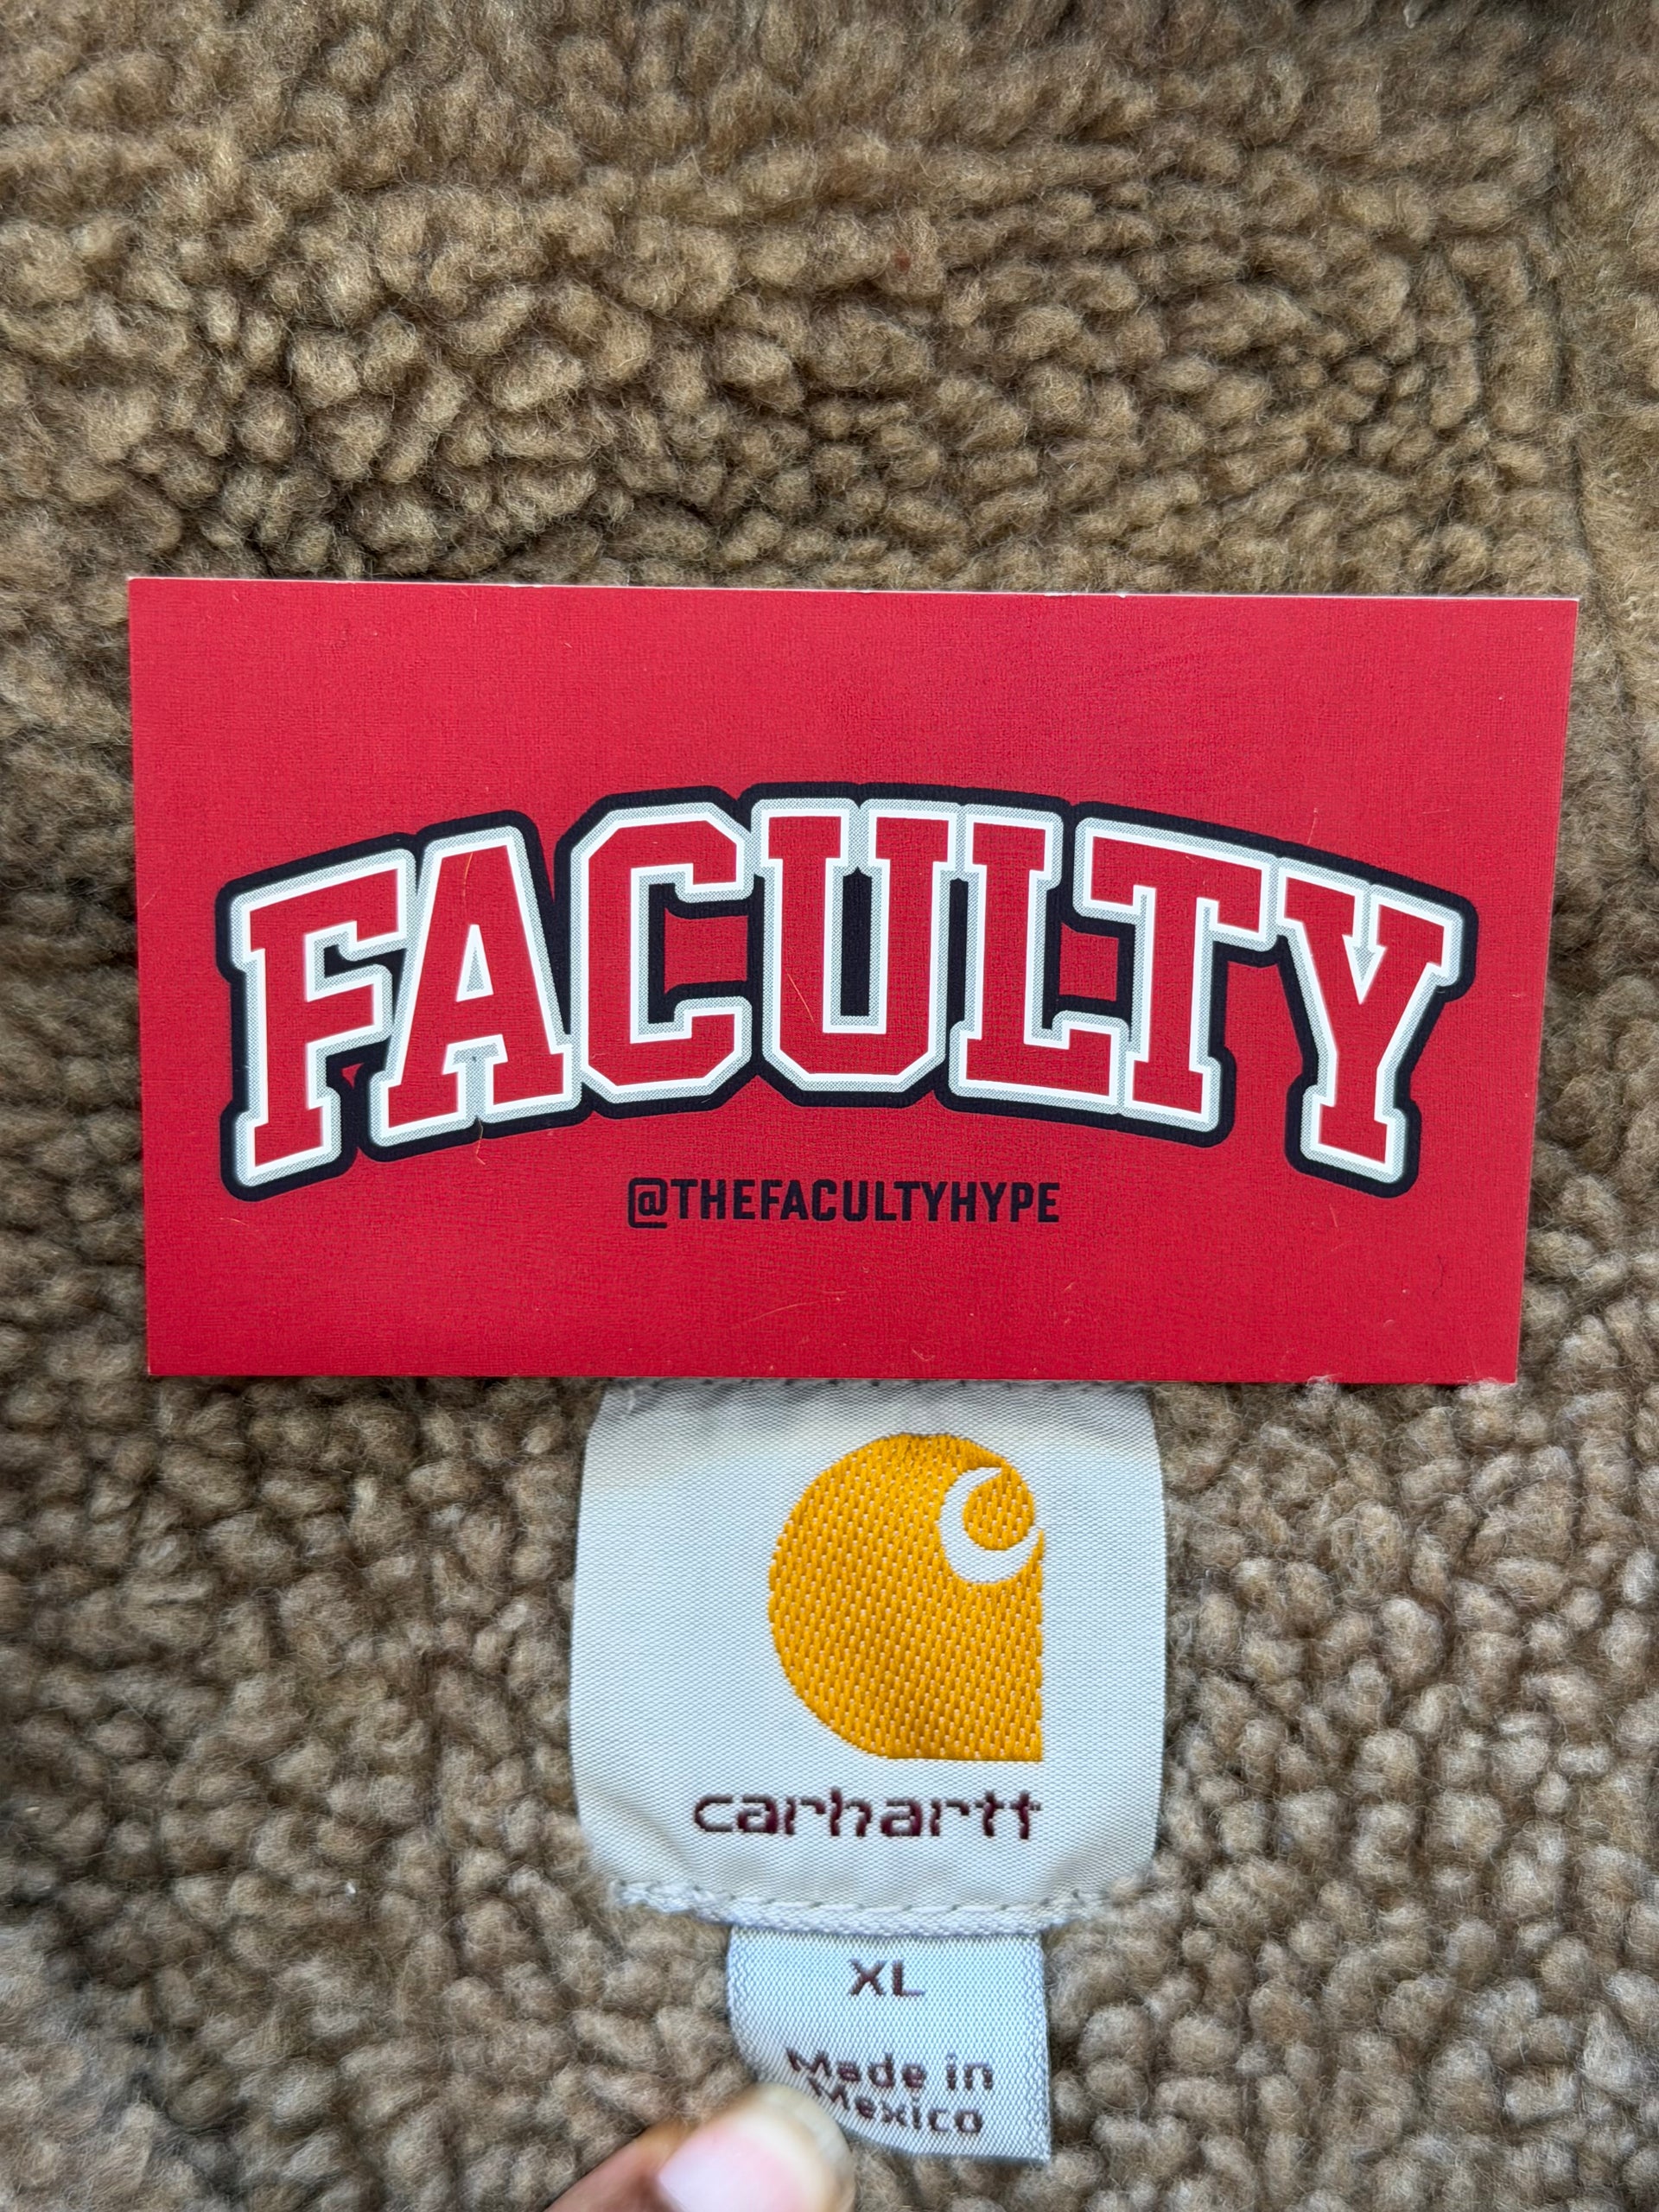 FACULTY
@THEFACULTYHYPE
carhartt
XL
Made in
Mexico